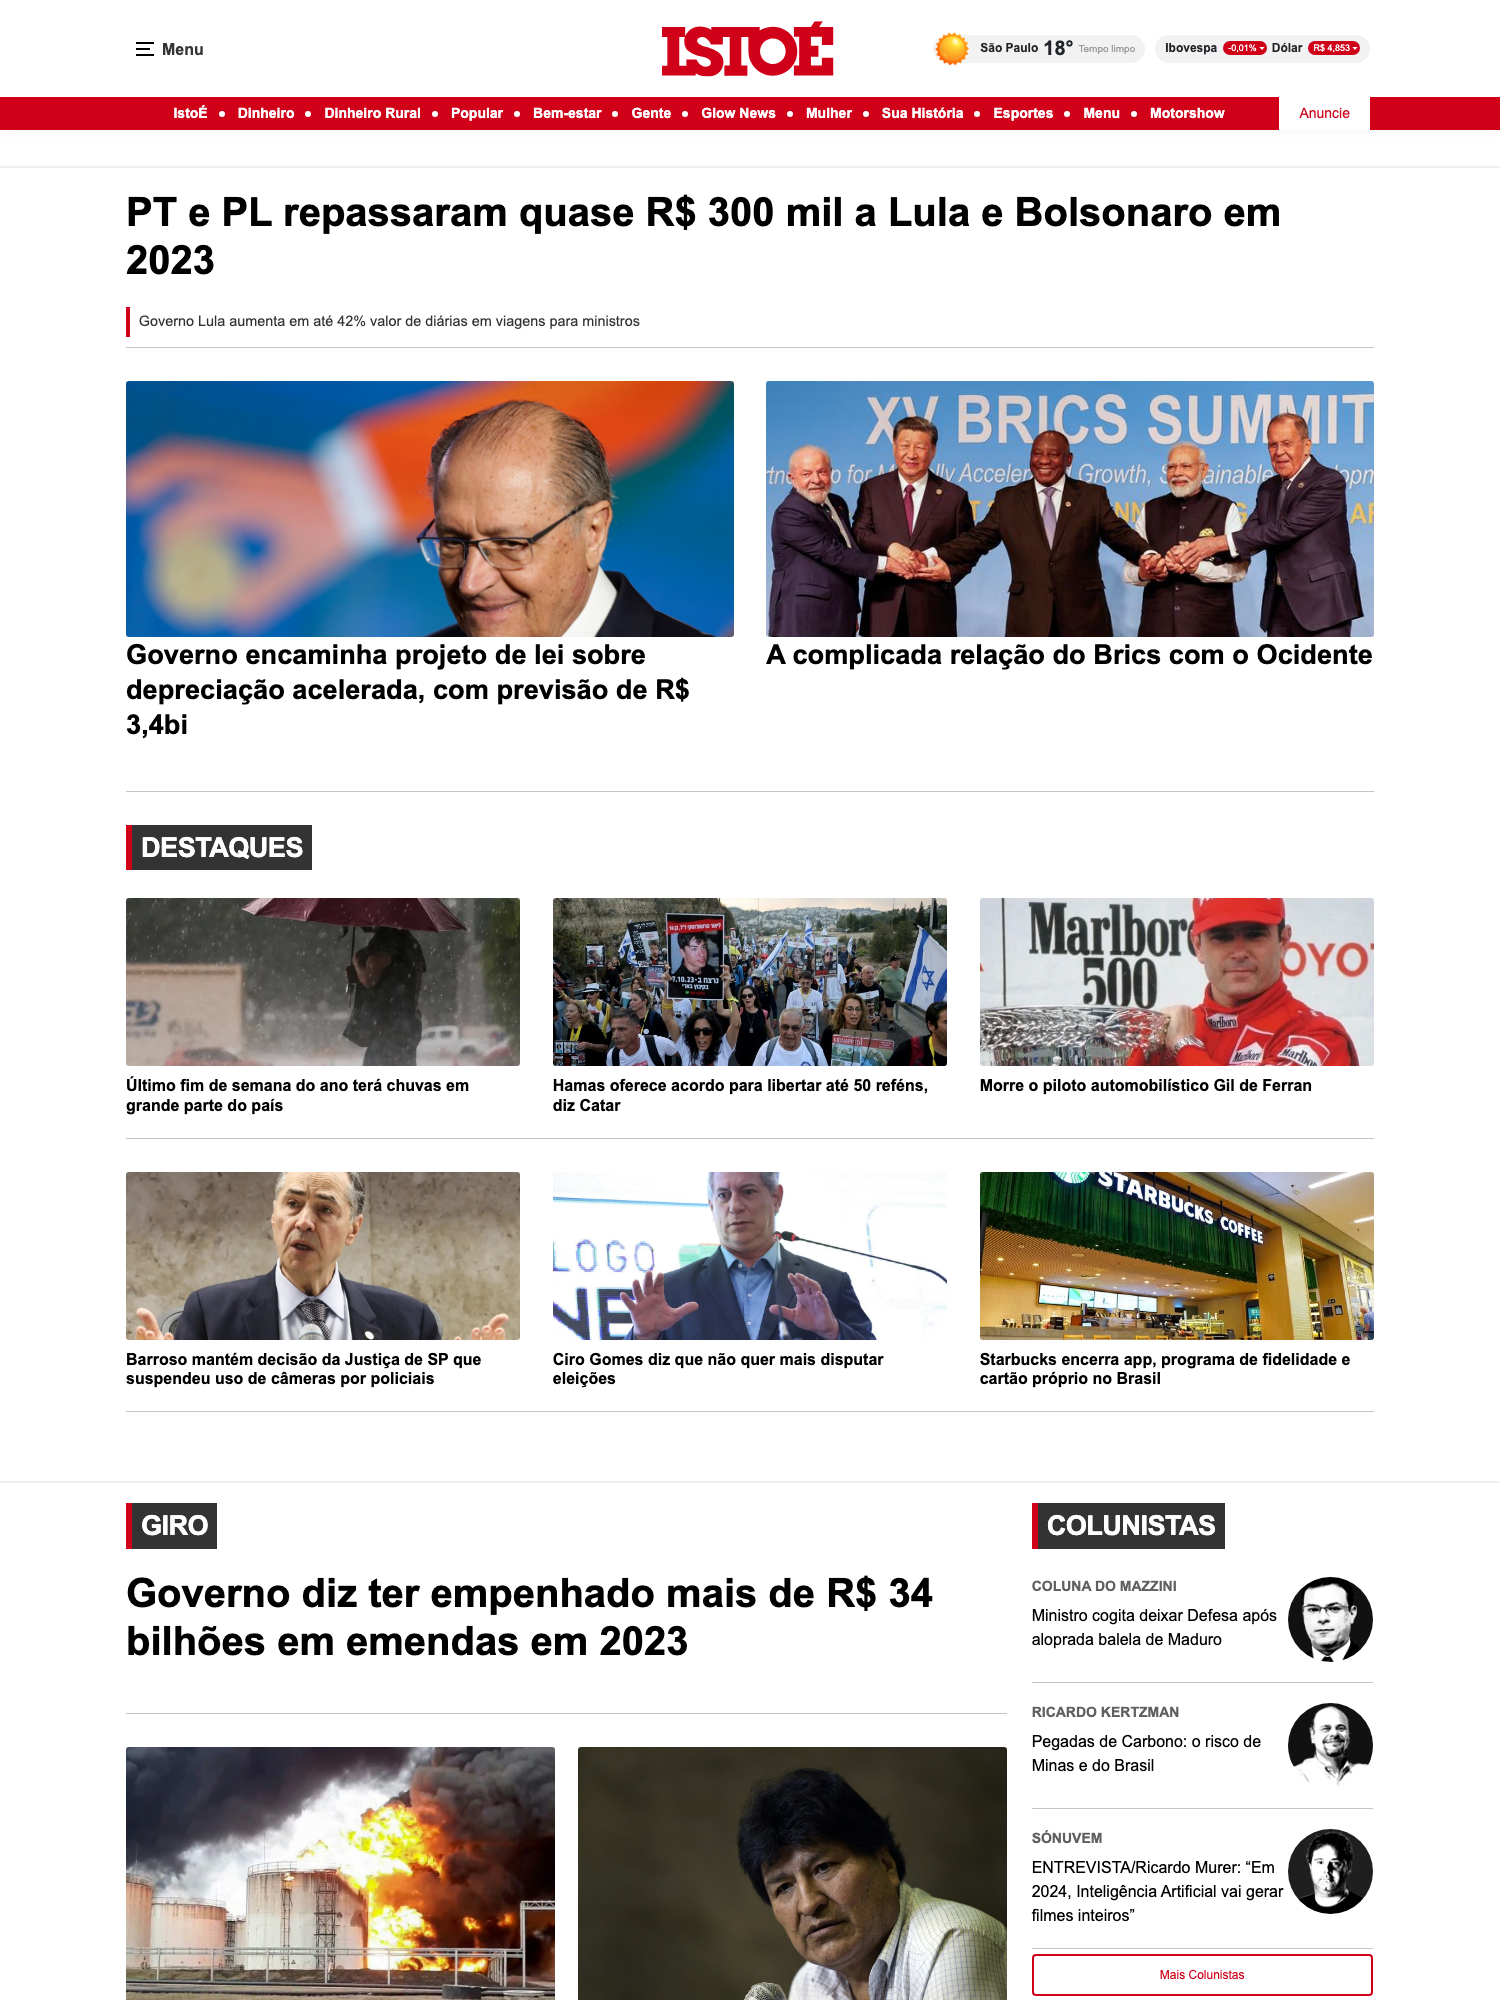 Menu
ISTOÉ
São Paulo 18° Tempo limpo
Ibovespa -0,01% Dólar R$ 4,853
IstoÉ • Dinheiro • Dinheiro Rural • Popular • Bem-estar • Gente • Glow News • Mulher • Sua História • Esportes • Menu • Motorshow
Anuncie
PT e PL repassaram quase R$ 300 mil a Lula e Bolsonaro em
2023
Governo Lula aumenta em até 42% valor de diárias em viagens para ministros
XV BRICS SUMMIT
Growth,
Governo encaminha projeto de lei sobre
depreciação acelerada, com previsão de R$
3,4bi
A complicada relação do Brics com o Ocidente
DESTAQUES
Marlboro
500
TOYO
Marlboro
Marlboro
Marlb
Último fim de semana do ano terá chuvas em
grande parte do país
Hamas oferece acordo para libertar até 50 reféns,
diz Catar
Morre o piloto automobilístico Gil de Ferran
LOGO
NE
STARBUCKS COFFEE
Barroso mantém decisão da Justiça de SP que
suspendeu uso de câmeras por policiais
Ciro Gomes diz que não quer mais disputar
eleições
Starbucks encerra app, programa de fidelidade e
cartão próprio no Brasil
GIRO
Governo diz ter empenhado mais de R$ 34
bilhões em emendas em 2023
COLUNISTAS
COLUNA DO MAZZINI
Ministro cogita deixar Defesa após
aloprada balela de Maduro
RICARDO KERTZMAN
Pegadas de Carbono: o risco de
Minas e do Brasil
SÓNUVEM
ENTREVISTA/Ricardo Murer: “Em
2024, Inteligência Artificial vai gerar
filmes inteiros”
Mais Colunistas